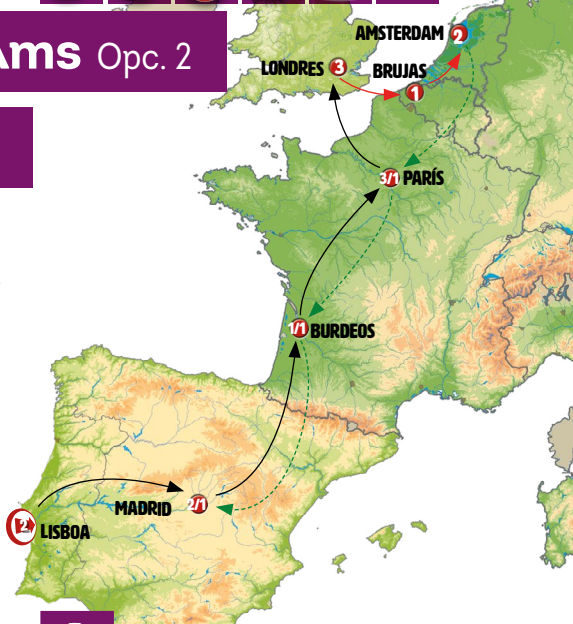 Ams Opc. 2
AMSTERDAM 2
LONDRES 3
BRUJAS 1
3/1 PARÍS
1/1 BURDEOS
MADRID 2/1
2 LISBOA